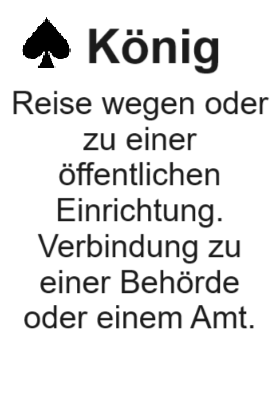 ♠ König
Reise wegen oder
zu einer
öffentlichen
Einrichtung.
Verbindung zu
einer Behörde
oder einem Amt.